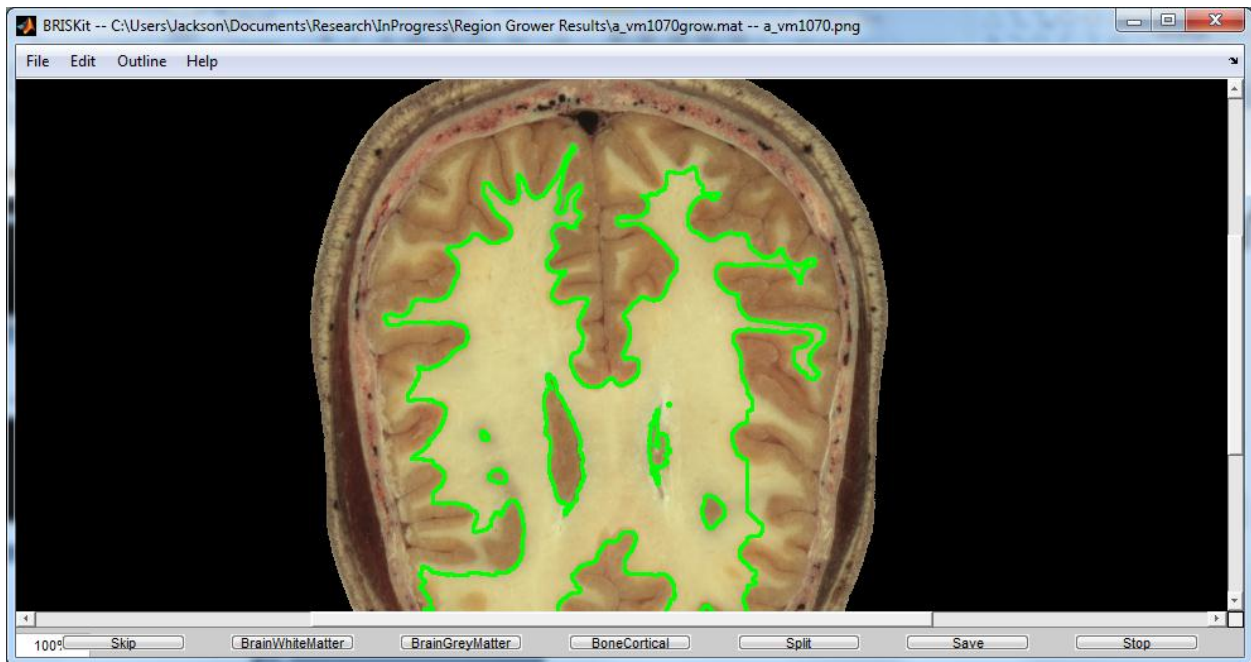 BRISKit -- C:\Users\Jackson\Documents\Research\InProgress\Region Grower Results\a_vm1070grow.mat -- a_vm1070.png
File Edit Outline Help
100% Skip BrainWhiteMatter BrainGreyMatter BoneCortical Split Save Stop